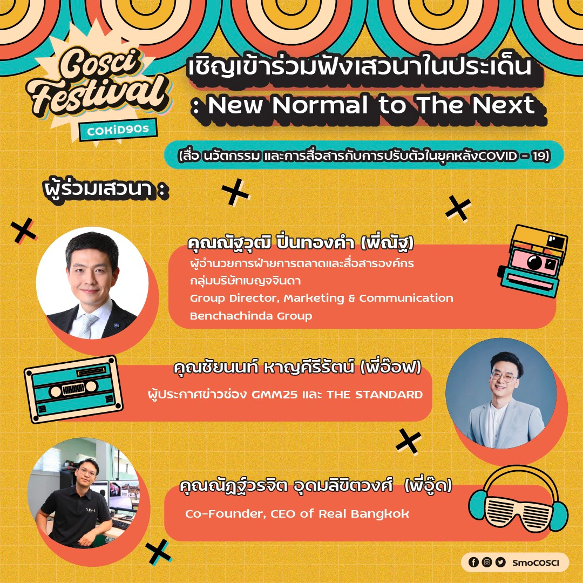 Cosci
Festival
COKiD90s
เชิญเข้าร่วมฟังเสวนาในประเด็น
: New Normal to The Next
(สื่อ นวัตกรรม และการสื่อสารกับการปรับตัวในยุคหลังCOVID - 19)
ผู้ร่วมเสวนา :
คุณณัฐวุฒิ ปิ่นทองคำ (พี่ณัฐ)
ผู้อำนวยการฝ่ายการตลาดและสื่อสารองค์กร
กลุ่มบริษัทเบญจจินดา
Group Director, Marketing & Communication
Benchachinda Group
คุณชัยนนท์ หาญคีรีรัตน์ (พี่อ๊อฟ)
ผู้ประกาศข่าวช่อง GMM25 และ THE STANDARD
คุณณัฏฐ์วรจิต อุดมลิขิตวงศ์ (พี่อู๊ด)
Co-Founder, CEO of Real Bangkok
SmoCOSCI